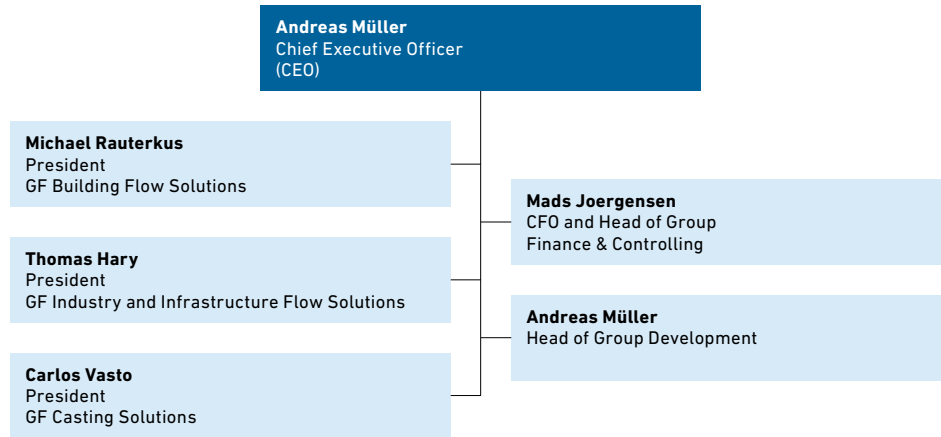 Andreas Müller
Chief Executive Officer
(CEO)
Michael Rauterkus
President
GF Building Flow Solutions
Mads Joergensen
CFO and Head of Group
Finance & Controlling
Thomas Hary
President
GF Industry and Infrastructure Flow Solutions
Andreas Müller
Head of Group Development
Carlos Vasto
President
GF Casting Solutions